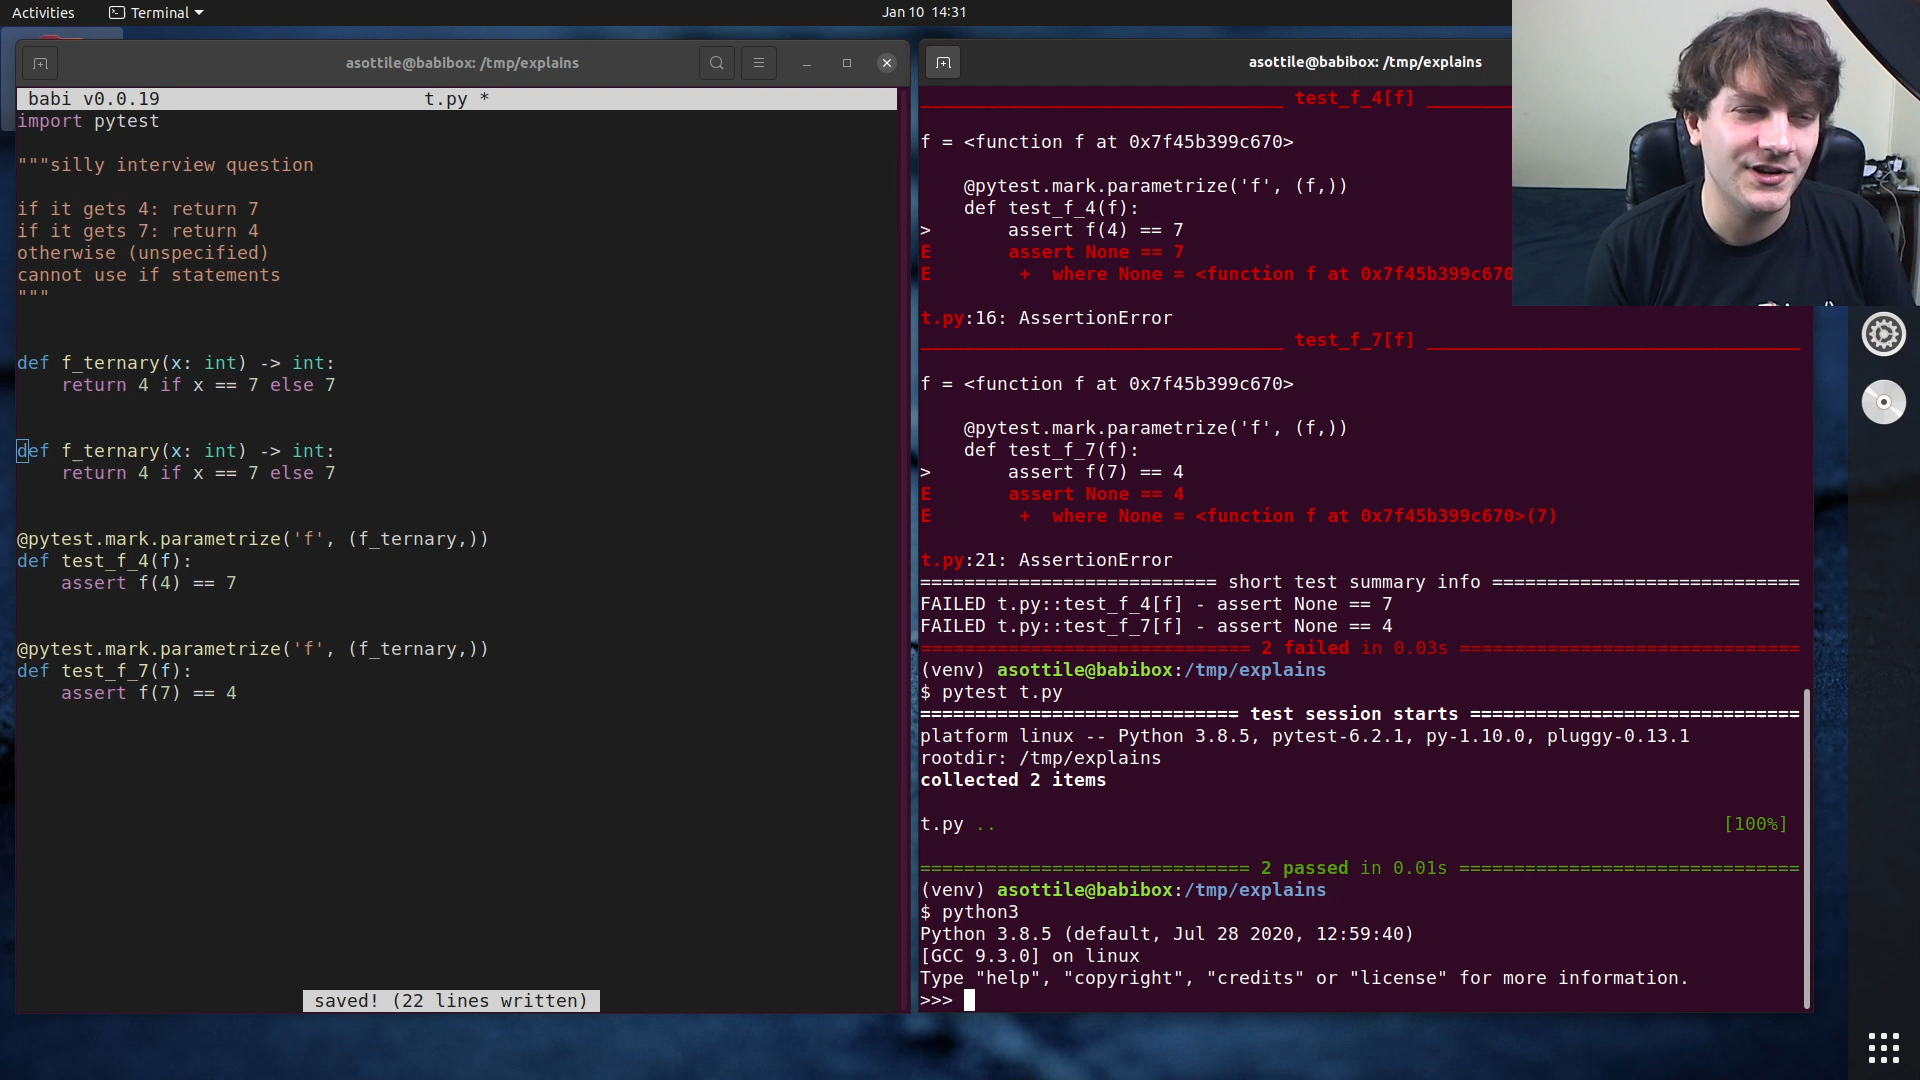 Activities
Terminal
Jan 10 14:31
asottile@babibox: /tmp/explains
babi v0.0.19 t.py *
import pytest
"""silly interview question
if it gets 4: return 7
if it gets 7: return 4
otherwise (unspecified)
cannot use if statements
"""
def f_ternary(x: int) -> int:
    return 4 if x == 7 else 7
def f_ternary(x: int) -> int:
    return 4 if x == 7 else 7
@pytest.mark.parametrize('f', (f_ternary,))
def test_f_4(f):
    assert f(4) == 7
@pytest.mark.parametrize('f', (f_ternary,))
def test_f_7(f):
    assert f(7) == 4
saved! (22 lines written)
asottile@babibox: /tmp/explains
_________________________________ test_f_4[f] ________
f = <function f at 0x7f45b399c670>
    @pytest.mark.parametrize('f', (f,))
    def test_f_4(f):
>       assert f(4) == 7
E       assert None == 7
E        +  where None = <function f at 0x7f45b399c670
t.py:16: AssertionError
_________________________________ test_f_7[f] __________________________________
f = <function f at 0x7f45b399c670>
    @pytest.mark.parametrize('f', (f,))
    def test_f_7(f):
>       assert f(7) == 4
E       assert None == 4
E        +  where None = <function f at 0x7f45b399c670>(7)
t.py:21: AssertionError
=========================== short test summary info ============================
FAILED t.py::test_f_4[f] - assert None == 7
FAILED t.py::test_f_7[f] - assert None == 4
============================== 2 failed in 0.03s ===============================
(venv) asottile@babibox:/tmp/explains
$ pytest t.py
============================= test session starts ==============================
platform linux -- Python 3.8.5, pytest-6.2.1, py-1.10.0, pluggy-0.13.1
rootdir: /tmp/explains
collected 2 items
t.py .. [100%]
============================== 2 passed in 0.01s ===============================
(venv) asottile@babibox:/tmp/explains
$ python3
Python 3.8.5 (default, Jul 28 2020, 12:59:40)
[GCC 9.3.0] on linux
Type "help", "copyright", "credits" or "license" for more information.
>>>